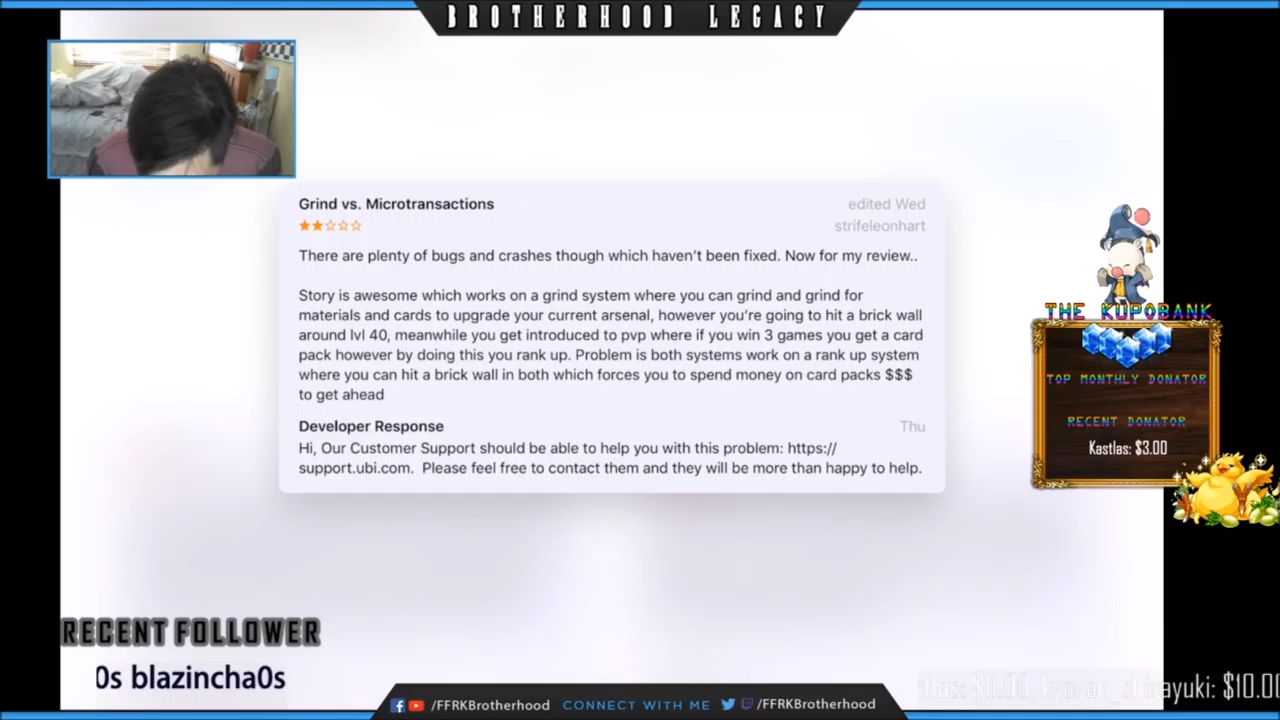 BROTHERHOOD LEGACY
Grind vs. Microtransactions
edited Wed
strifeleonhart
There are plenty of bugs and crashes though which haven't been fixed. Now for my review..
Story is awesome which works on a grind system where you can grind and grind for
materials and cards to upgrade your current arsenal, however you're going to hit a brick wall
around lvl 40, meanwhile you get introduced to pvp where if you win 3 games you get a card
pack however by doing this you rank up. Problem is both systems work on a rank up system
where you can hit a brick wall in both which forces you to spend money on card packs $$$
to get ahead
Developer Response
Thu
Hi, Our Customer Support should be able to help you with this problem: https://
support.ubi.com. Please feel free to contact them and they will be more than happy to help.
THE KUPOBANK
TOP MONTHLY DONATOR
RECENT DONATOR
Kastlas: $3.00
RECENT FOLLOWER
0s blazincha0s
/FFRKBrotherhood CONNECT WITH ME /FFRKBrotherhood
$10.00